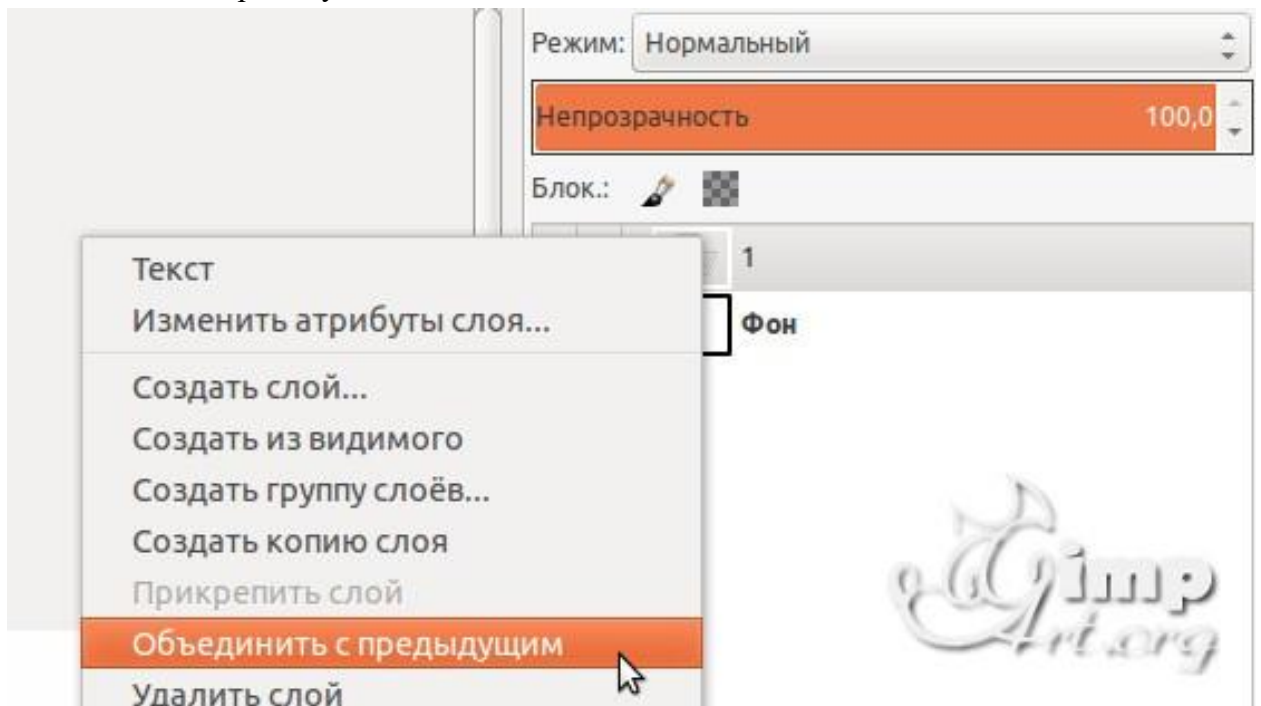 Режим: Нормальный
Непрозрачность 100,0
Блок.:
1
Фон
Текст
Изменить атрибуты слоя...
Создать слой...
Создать из видимого
Создать группу слоёв...
Создать копию слоя
Прикрепить слой
Объединить с предыдущим
Удалить слой
Gimp
Art.org